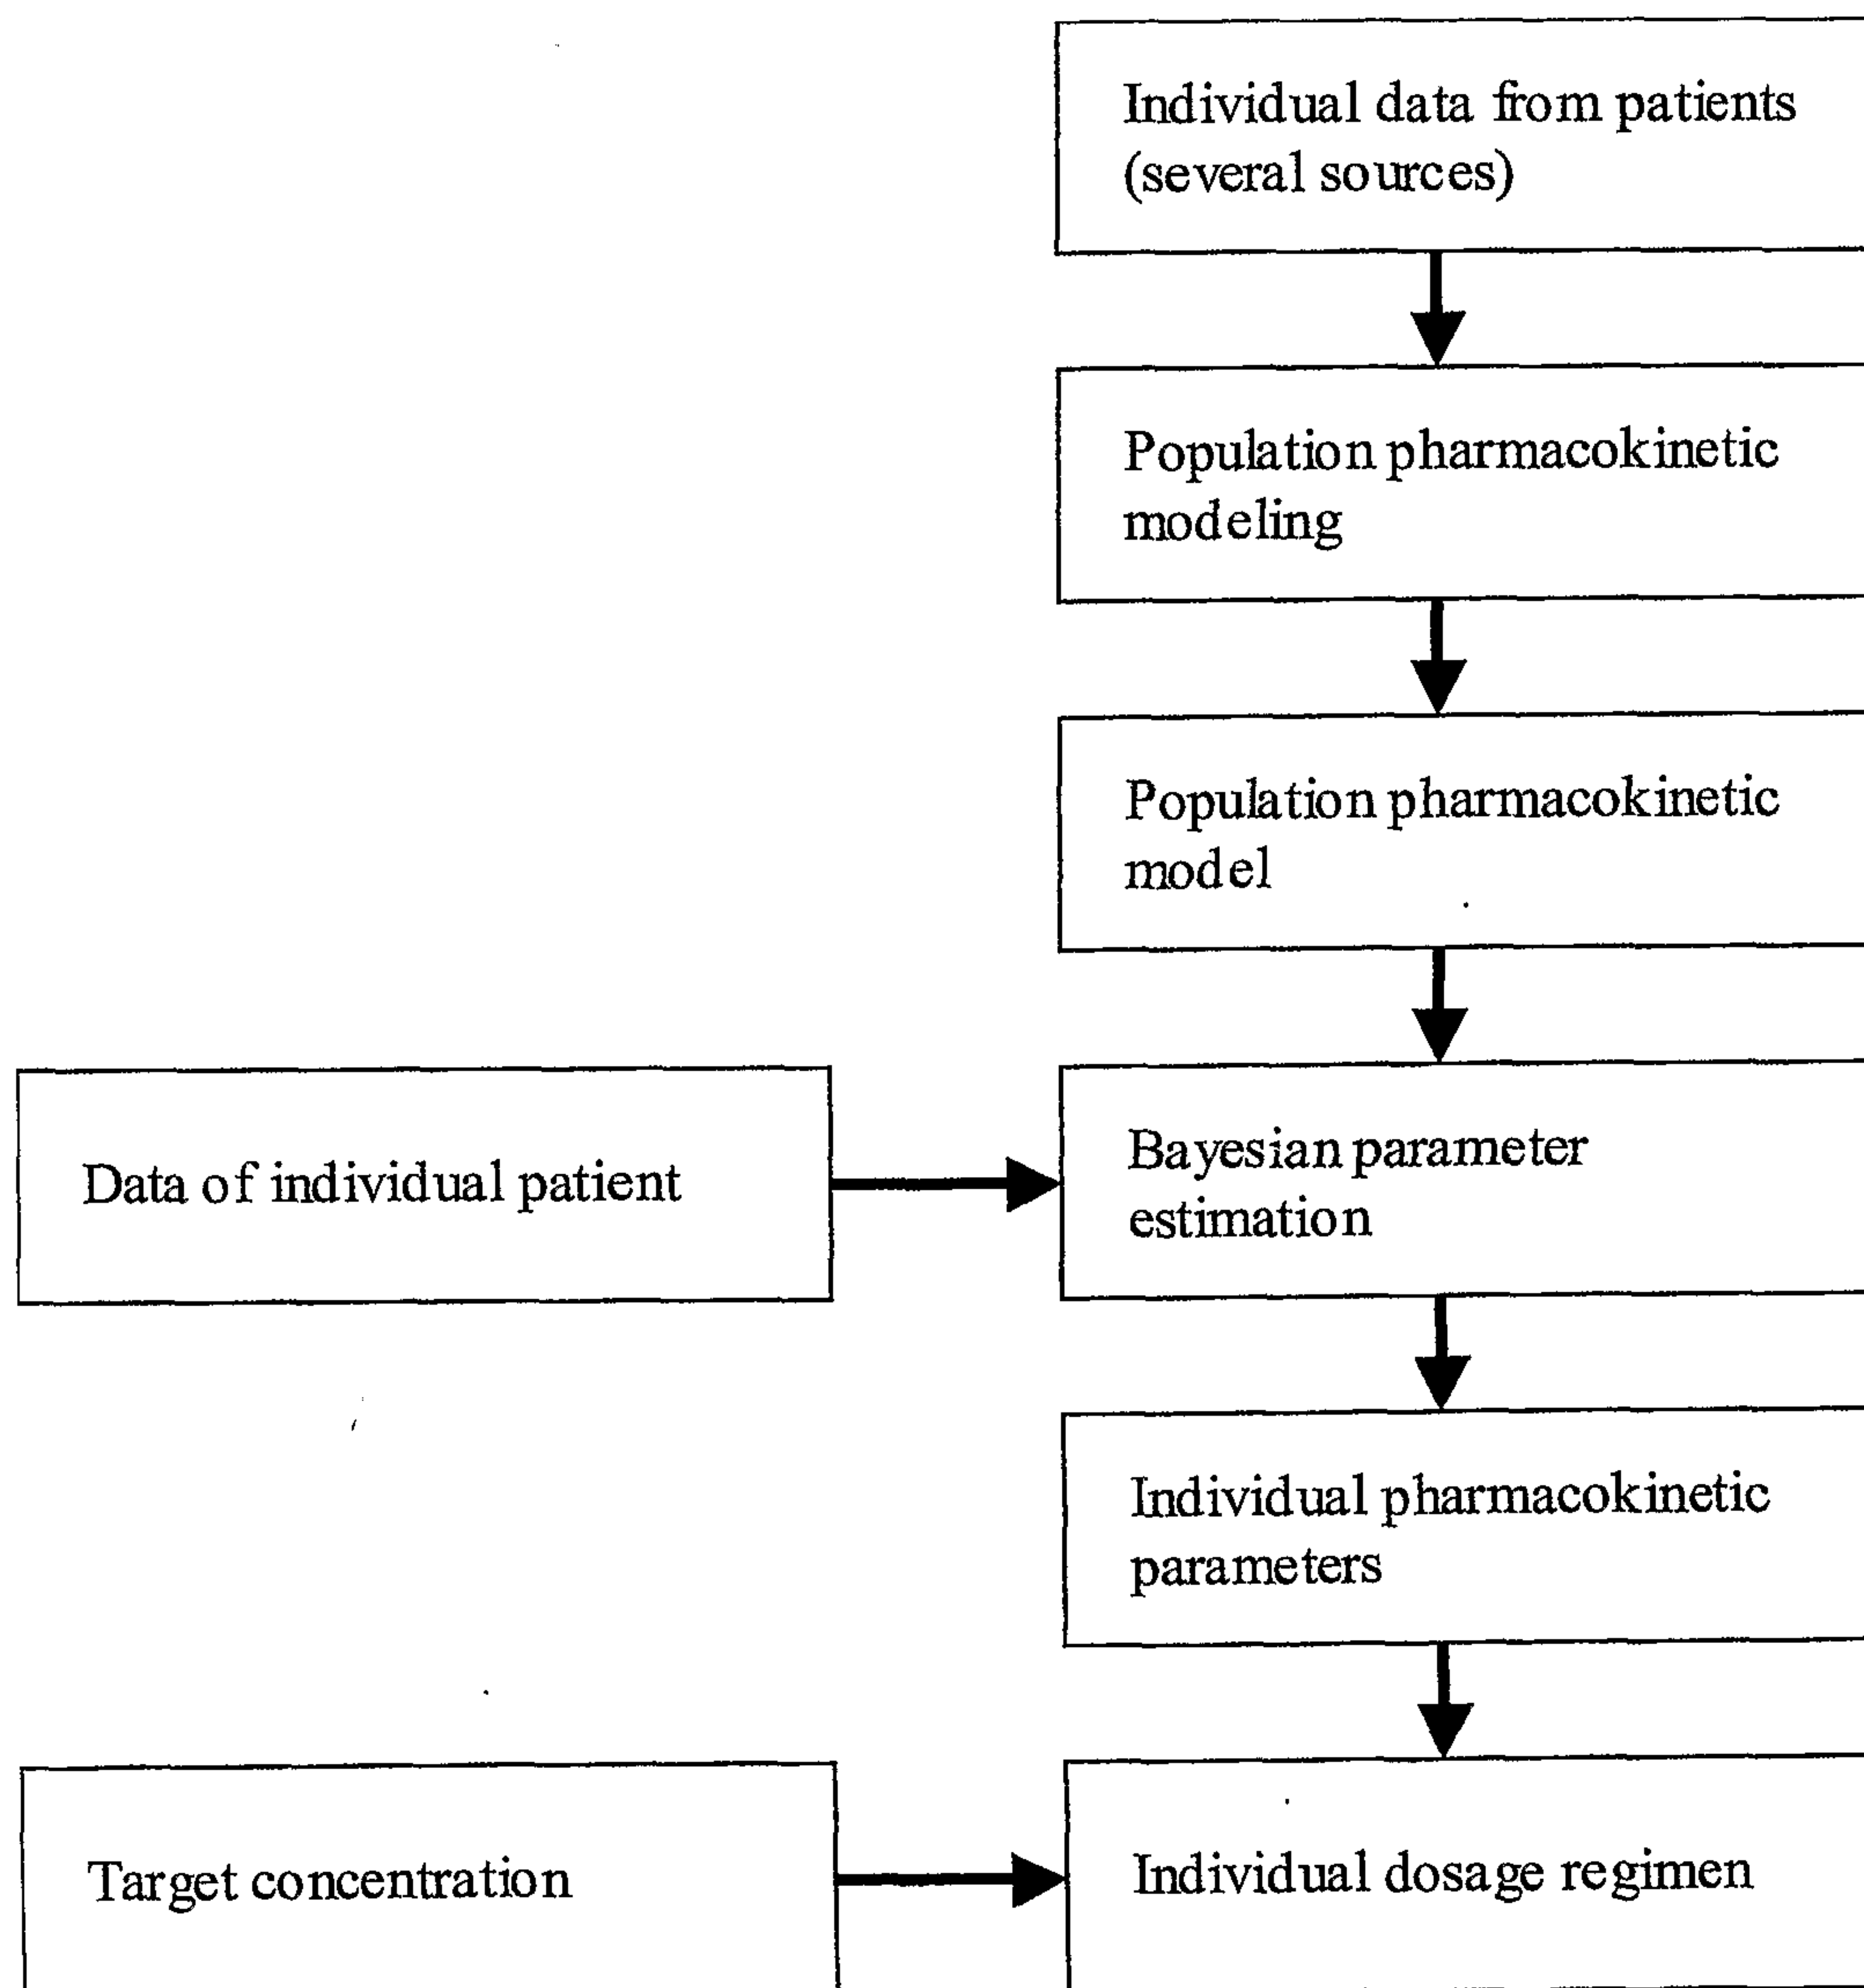 Individual data from patients
(several sources)
Population pharmacokinetic
modeling
Population pharmacokinetic
model
Data of individual patient
Bayesian parameter
estimation
Individual pharmacokinetic
parameters
Target concentration
Individual dosage regimen